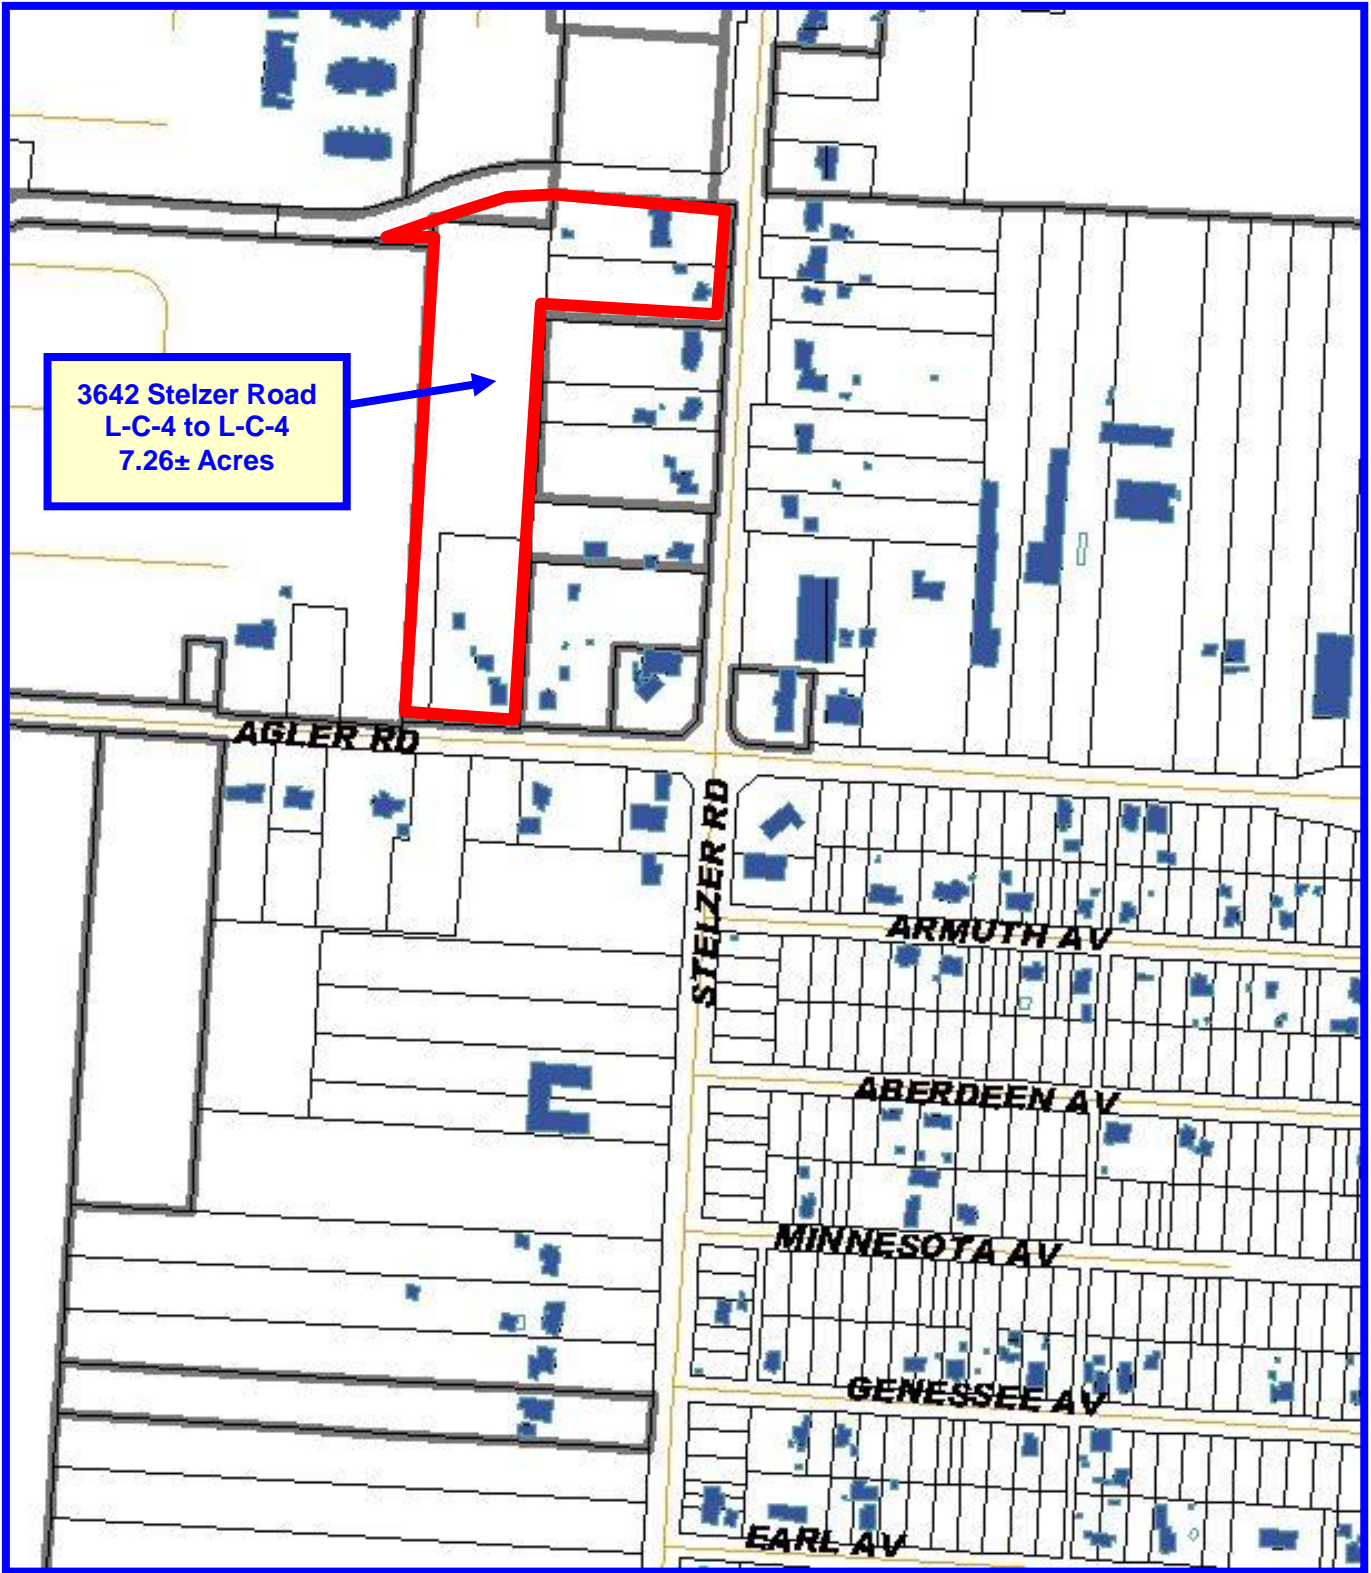 3642 Stelzer Road
L-C-4 to L-C-4
7.26± Acres
AGLER RD
STELZER RD
ARMUTH AV
ABERDEEN AV
MINNESOTA AV
GENESSEE AV
EARL AV